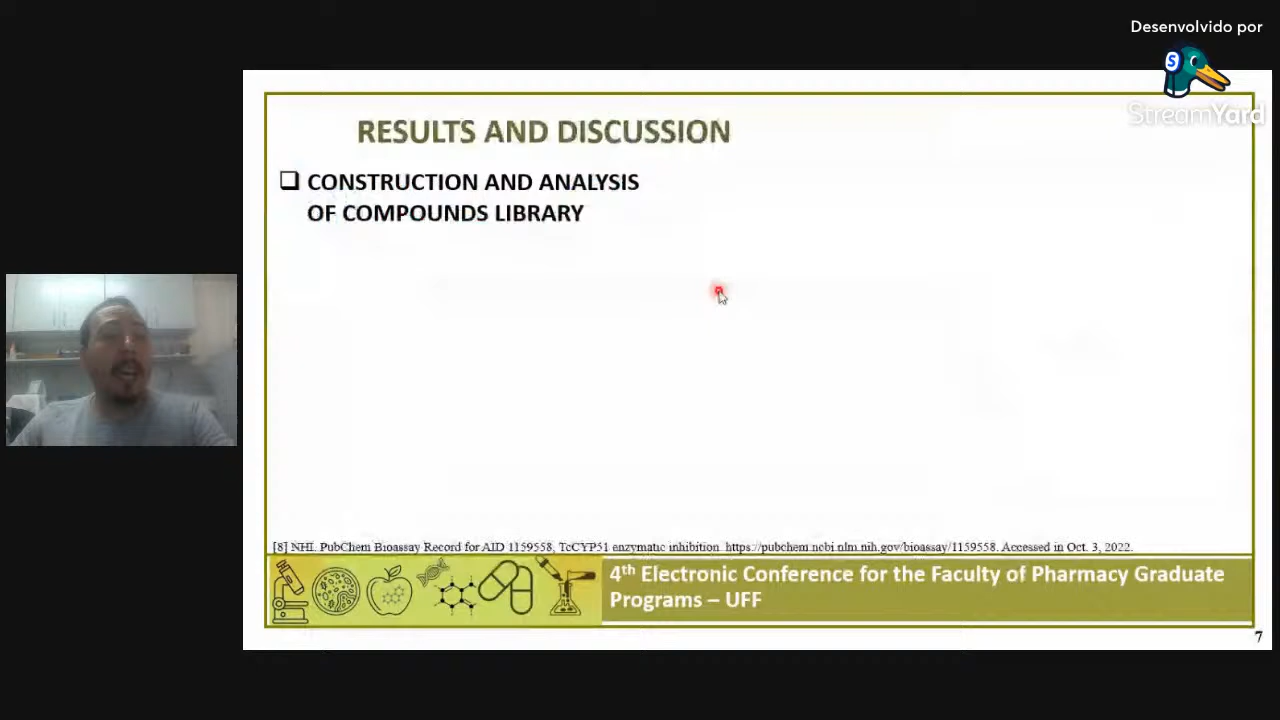 Desenvolvido por
StreamYard
RESULTS AND DISCUSSION
CONSTRUCTION AND ANALYSIS
OF COMPOUNDS LIBRARY
[8] NHI. PubChem Bioassay Record for AID 1159558, TcCYP51 enzymatic inhibition. https://pubchem.ncbi.nlm.nih.gov/bioassay/1159558. Accessed in Oct. 3, 2022.
4th Electronic Conference for the Faculty of Pharmacy Graduate
Programs – UFF
7